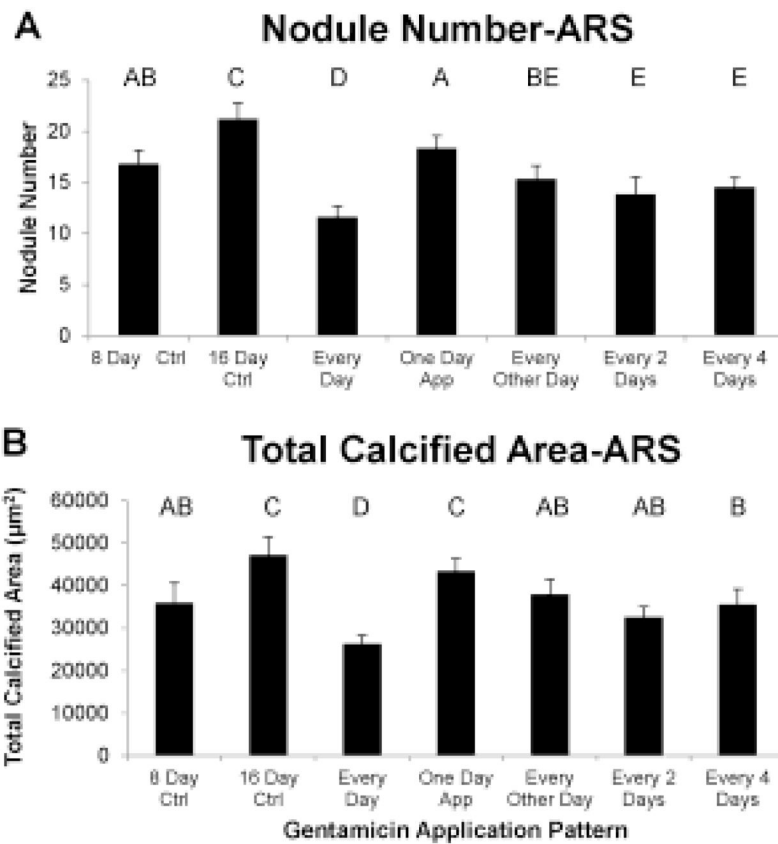 A
Nodule Number-ARS
AB C D A BE E E
25
20
15
10
5
0
Nodule Number
8 Day Ctrl 16 Day Every One Day Every Every 2 Every 4
Ctrl Day App Other Day Days Days
B
Total Calcified Area-ARS
AB C D C AB AB B
60000
50000
40000
30000
20000
10000
0
Total Calcified Area (µm²)
8 Day 16 Day Every One Day Every Every 2 Every 4
Ctrl Ctrl Day App Other Day Days Days
Gentamicin Application Pattern